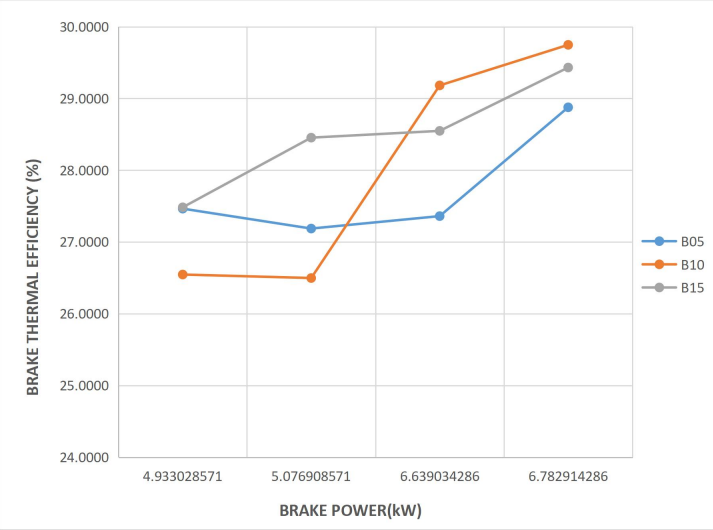 30.0000
29.0000
28.0000
27.0000
26.0000
25.0000
24.0000
BRAKE THERMAL EFFICIENCY (%)
4.933028571 5.076908571 6.639034286 6.782914286
BRAKE POWER(kW)
B05
B10
B15